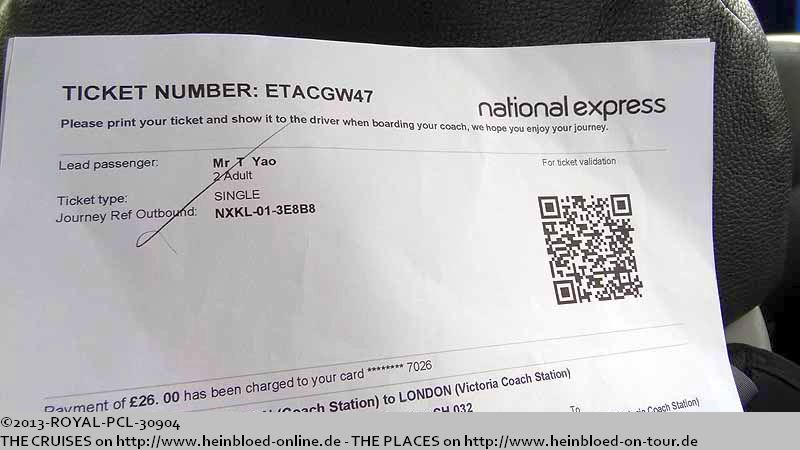 TICKET NUMBER: ETACGW47
national express
Please print your ticket and show it to the driver when boarding your coach, we hope you enjoy your journey.
Lead passenger: Mr T Yao
2 Adult
For ticket validation
Ticket type: SINGLE
Journey Ref Outbound: NXKL-01-3E8B8
Payment of £26.00 has been charged to your card ******** 7026
(Coach Station) to LONDON (Victoria Coach Station)
032
To
Coach Station)
©2013-ROYAL-PCL-30904
THE CRUISES on http://www.heinbloed-online.de - THE PLACES on http://www.heinbloed-on-tour.de